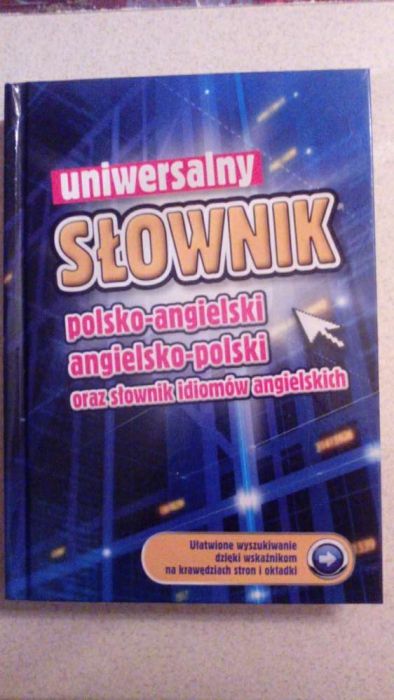 uniwersalny
SŁOWNIK
polsko-angielski
angielsko-polski
oraz słownik idiomów angielskich
Ułatwione wyszukiwanie
dzięki wskaźnikom
na krawędziach stron i okładki